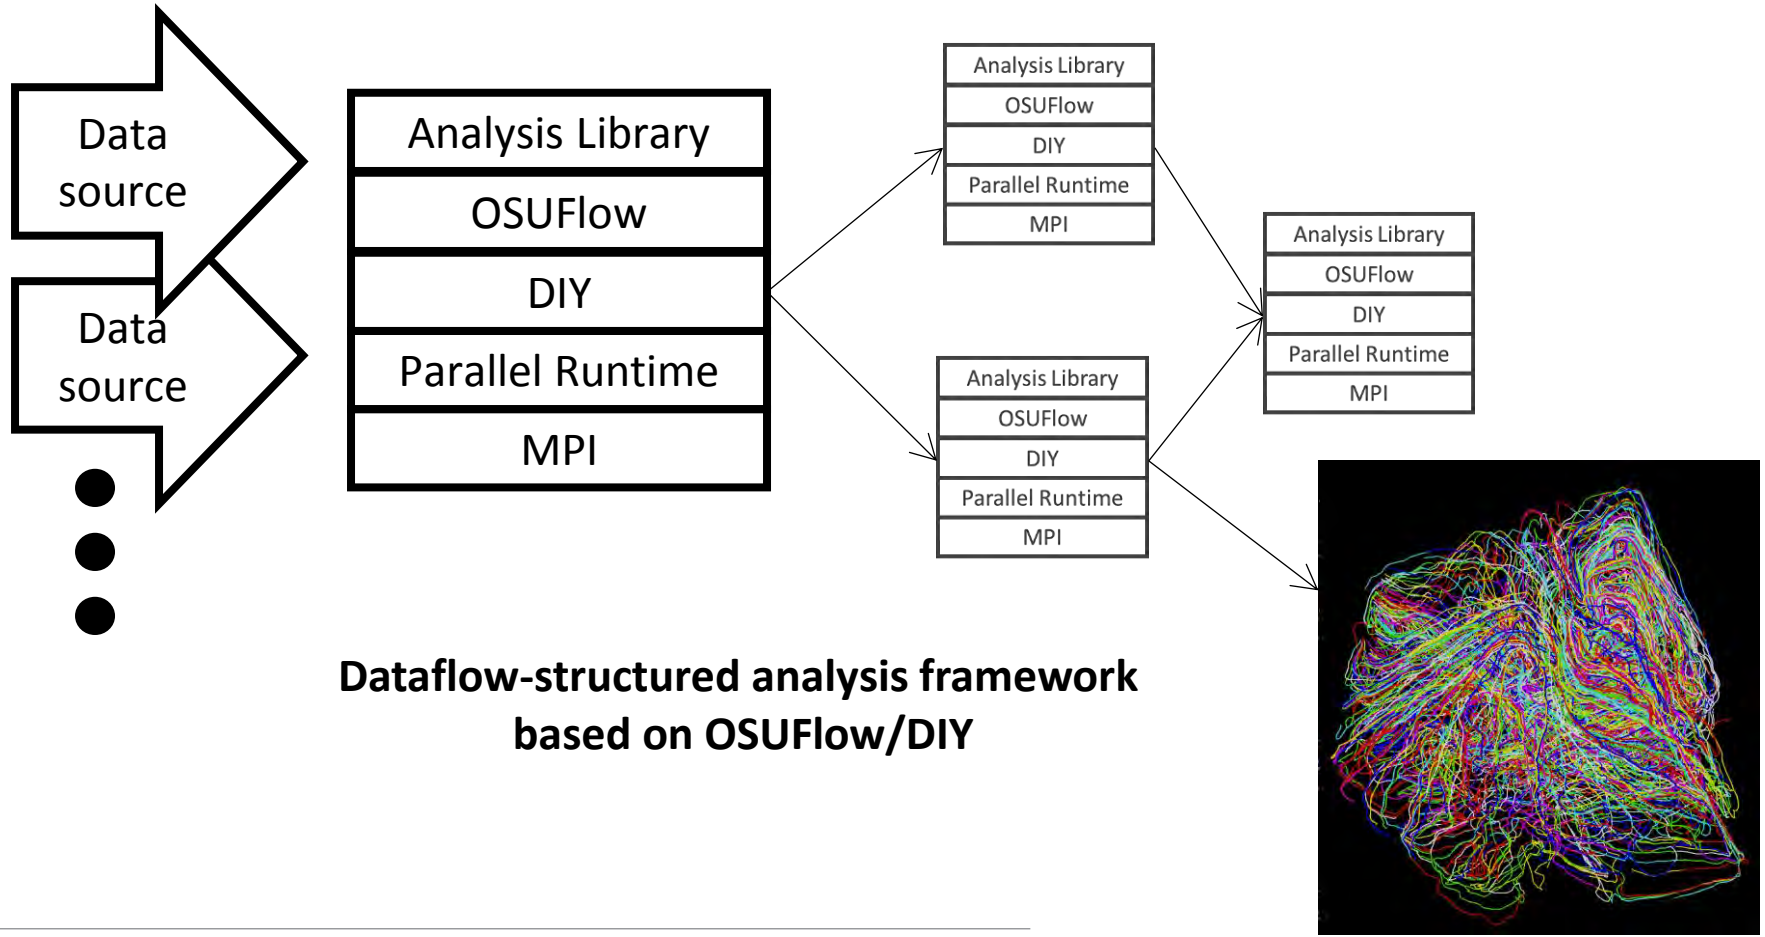 Data
source
Data
source
Analysis Library
OSUFlow
DIY
Parallel Runtime
MPI
Analysis Library
OSUFlow
DIY
Parallel Runtime
MPI
Analysis Library
OSUFlow
DIY
Parallel Runtime
MPI
Analysis Library
OSUFlow
DIY
Parallel Runtime
MPI
Dataflow-structured analysis framework
based on OSUFlow/DIY